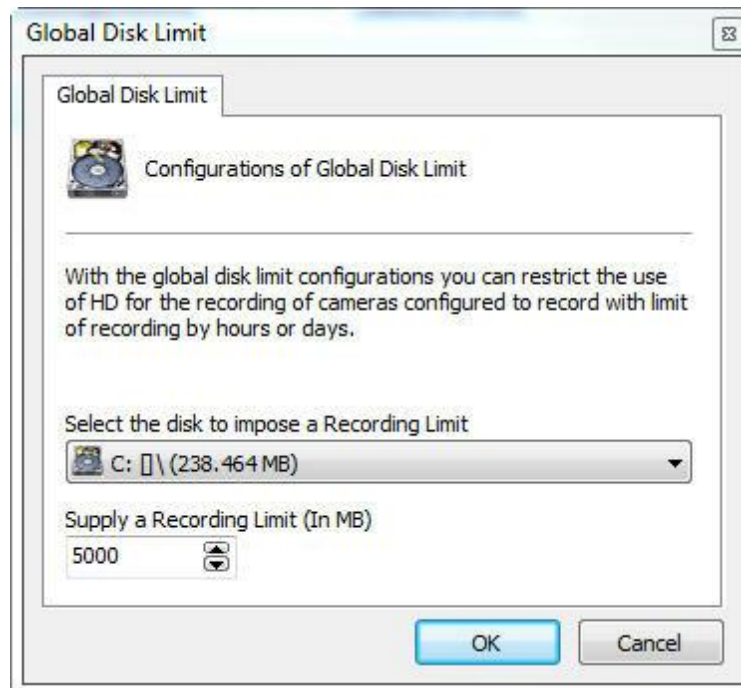 Global Disk Limit
Global Disk Limit
Configurations of Global Disk Limit
With the global disk limit configurations you can restrict the use
of HD for the recording of cameras configured to record with limit
of recording by hours or days.
Select the disk to impose a Recording Limit
C: []\ (238.464 MB)
Supply a Recording Limit (In MB)
5000
OK Cancel